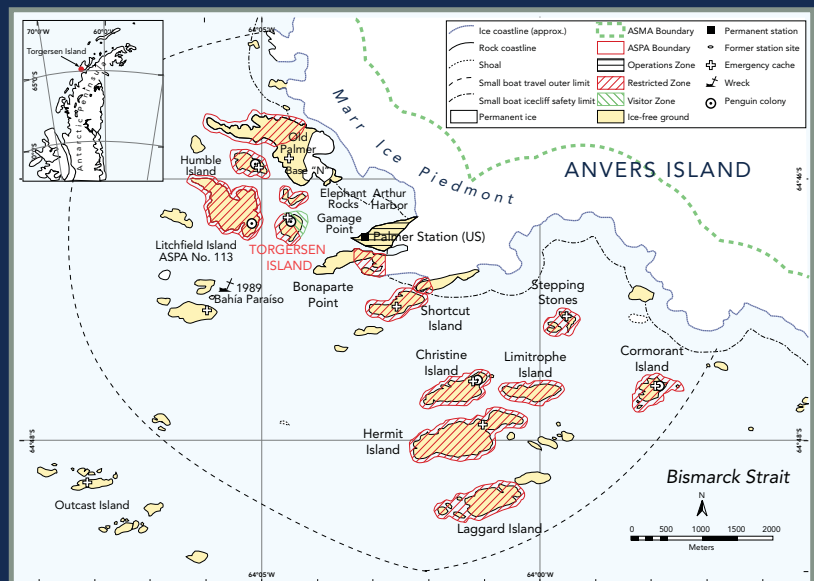 70°0'W
60°0'W
Torgersen Island
65°0'S
Antarctic Peninsula
64°05'W
Ice coastline (approx.)
Rock coastline
Shoal
Small boat travel outer limit
Small boat icecliff safety limit
Permanent ice
ASMA Boundary
ASPA Boundary
Operations Zone
Restricted Zone
Visitor Zone
Ice-free ground
Permanent station
Former station site
Emergency cache
Wreck
Penguin colony
Marr Ice Piedmont
ANVERS ISLAND
64°46'S
Old
Palmer
Base "N"
Humble
Island
Elephant
Rocks
Arthur
Harbor
Gamage
Point
Palmer Station (US)
Litchfield Island
ASPA No. 113
TORGERSEN
ISLAND
1989
Bahía Paraíso
Bonaparte
Point
Shortcut
Island
Stepping
Stones
Christine
Island
Limitrophe
Island
Cormorant
Island
Hermit
Island
64°48'S
64°48'S
Outcast Island
Laggard Island
Bismarck Strait
N
0 500 1000 1500 2000
Meters
64°05'W
64°00'W